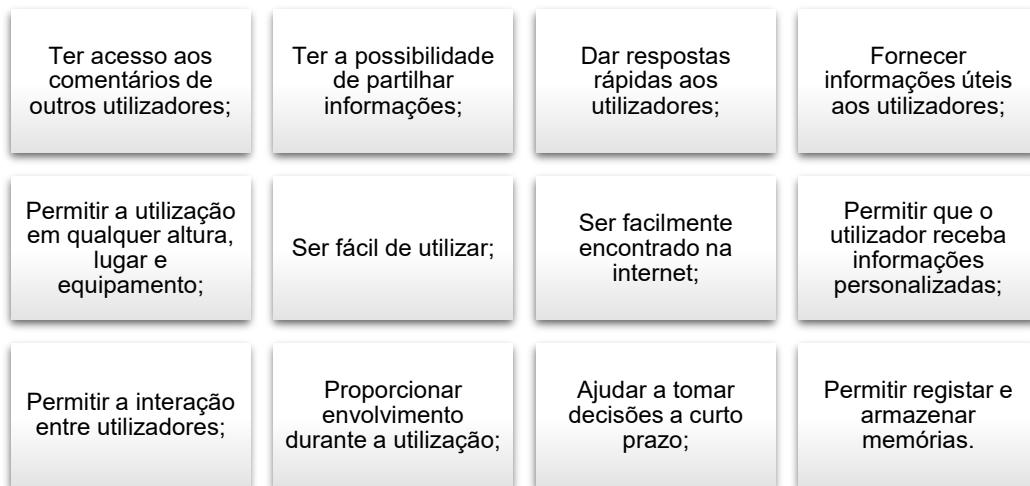 Ter acesso aos
comentários de
outros utilizadores;
Ter a possibilidade
de partilhar
informações;
Dar respostas
rápidas aos
utilizadores;
Fornecer
informações úteis
aos utilizadores;
Permitir a utilização
em qualquer altura,
lugar e
equipamento;
Ser fácil de utilizar;
Ser facilmente
encontrado na
internet;
Permitir que o
utilizador receba
informações
personalizadas;
Permitir a interação
entre utilizadores;
Proporcionar
envolvimento
durante a utilização;
Ajudar a tomar
decisões a curto
prazo;
Permitir registar e
armazenar
memórias.